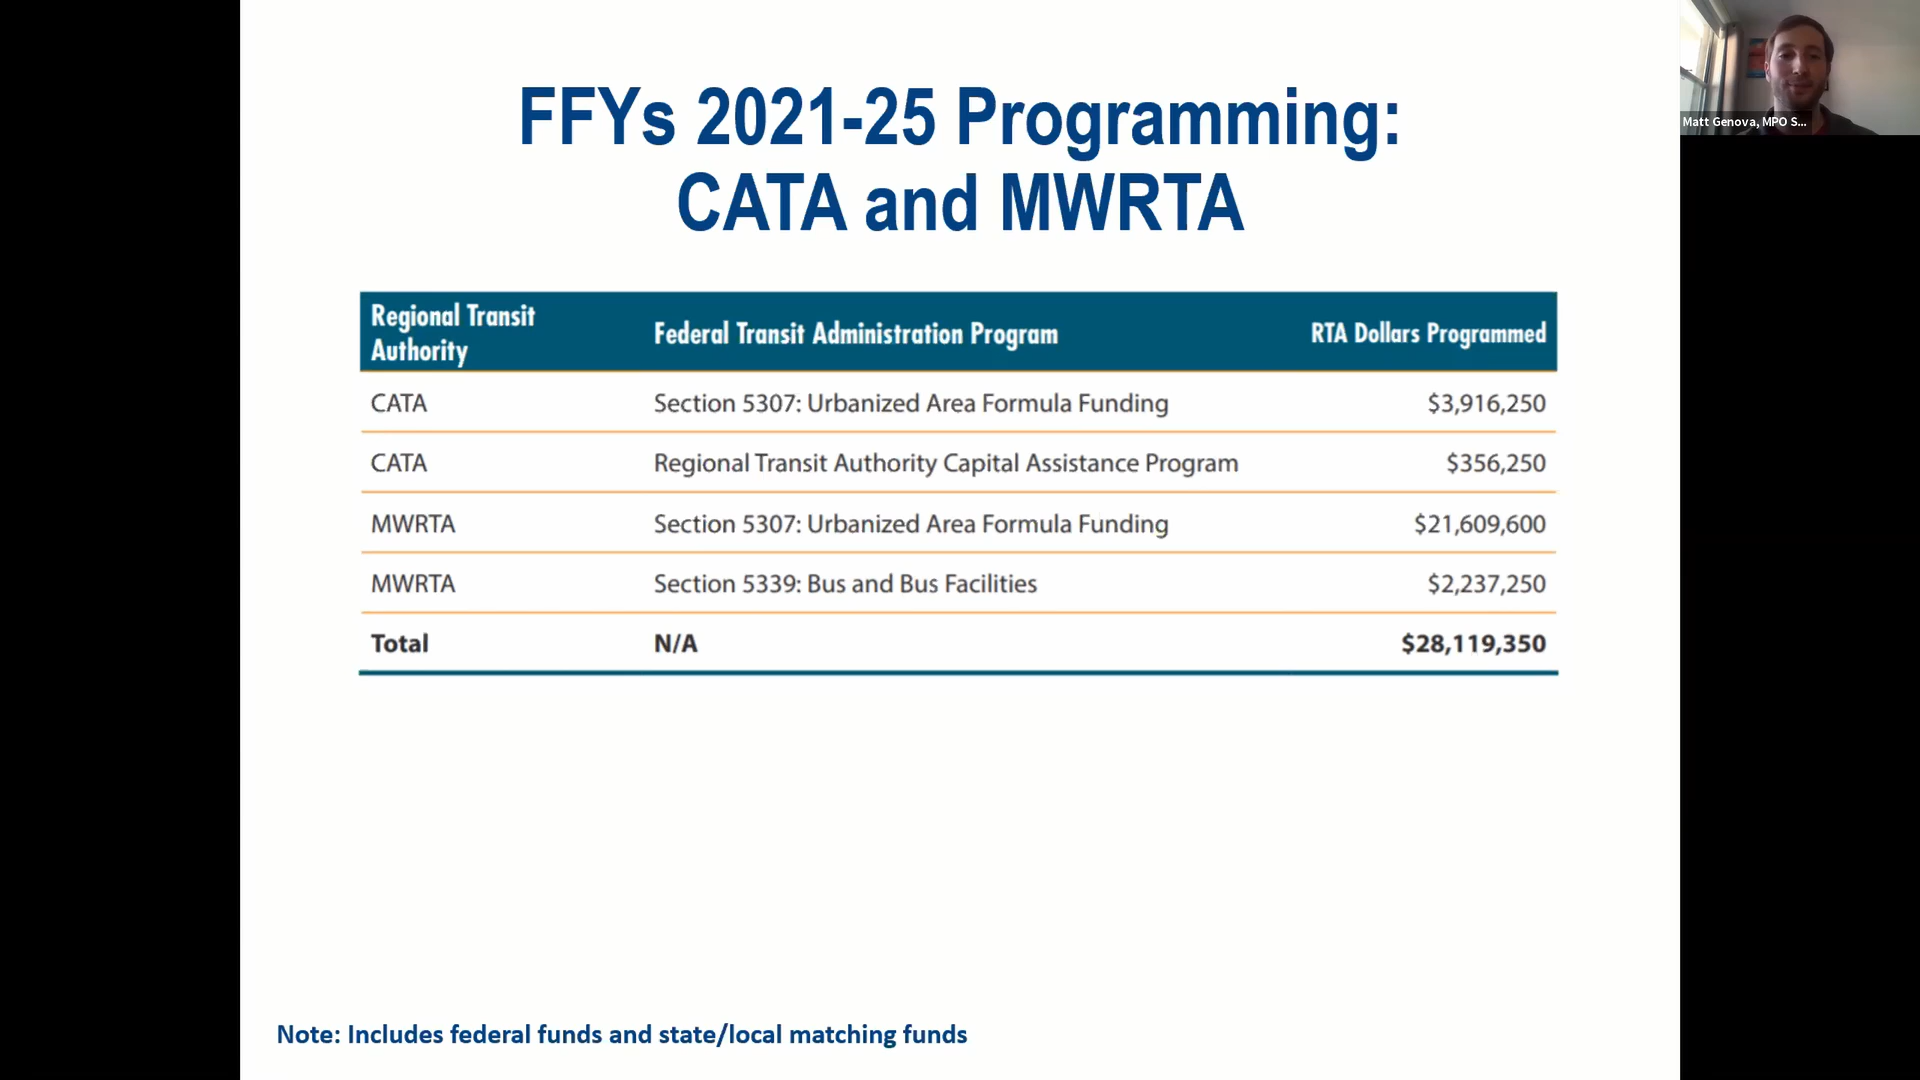 FFYs 2021-25 Programming:
CATA and MWRTA
Regional Transit Authority Federal Transit Administration Program RTA Dollars Programmed
CATA Section 5307: Urbanized Area Formula Funding $3,916,250
CATA Regional Transit Authority Capital Assistance Program $356,250
MWRTA Section 5307: Urbanized Area Formula Funding $21,609,600
MWRTA Section 5339: Bus and Bus Facilities $2,237,250
Total N/A $28,119,350
Note: Includes federal funds and state/local matching funds
Matt Genova, MPO S...